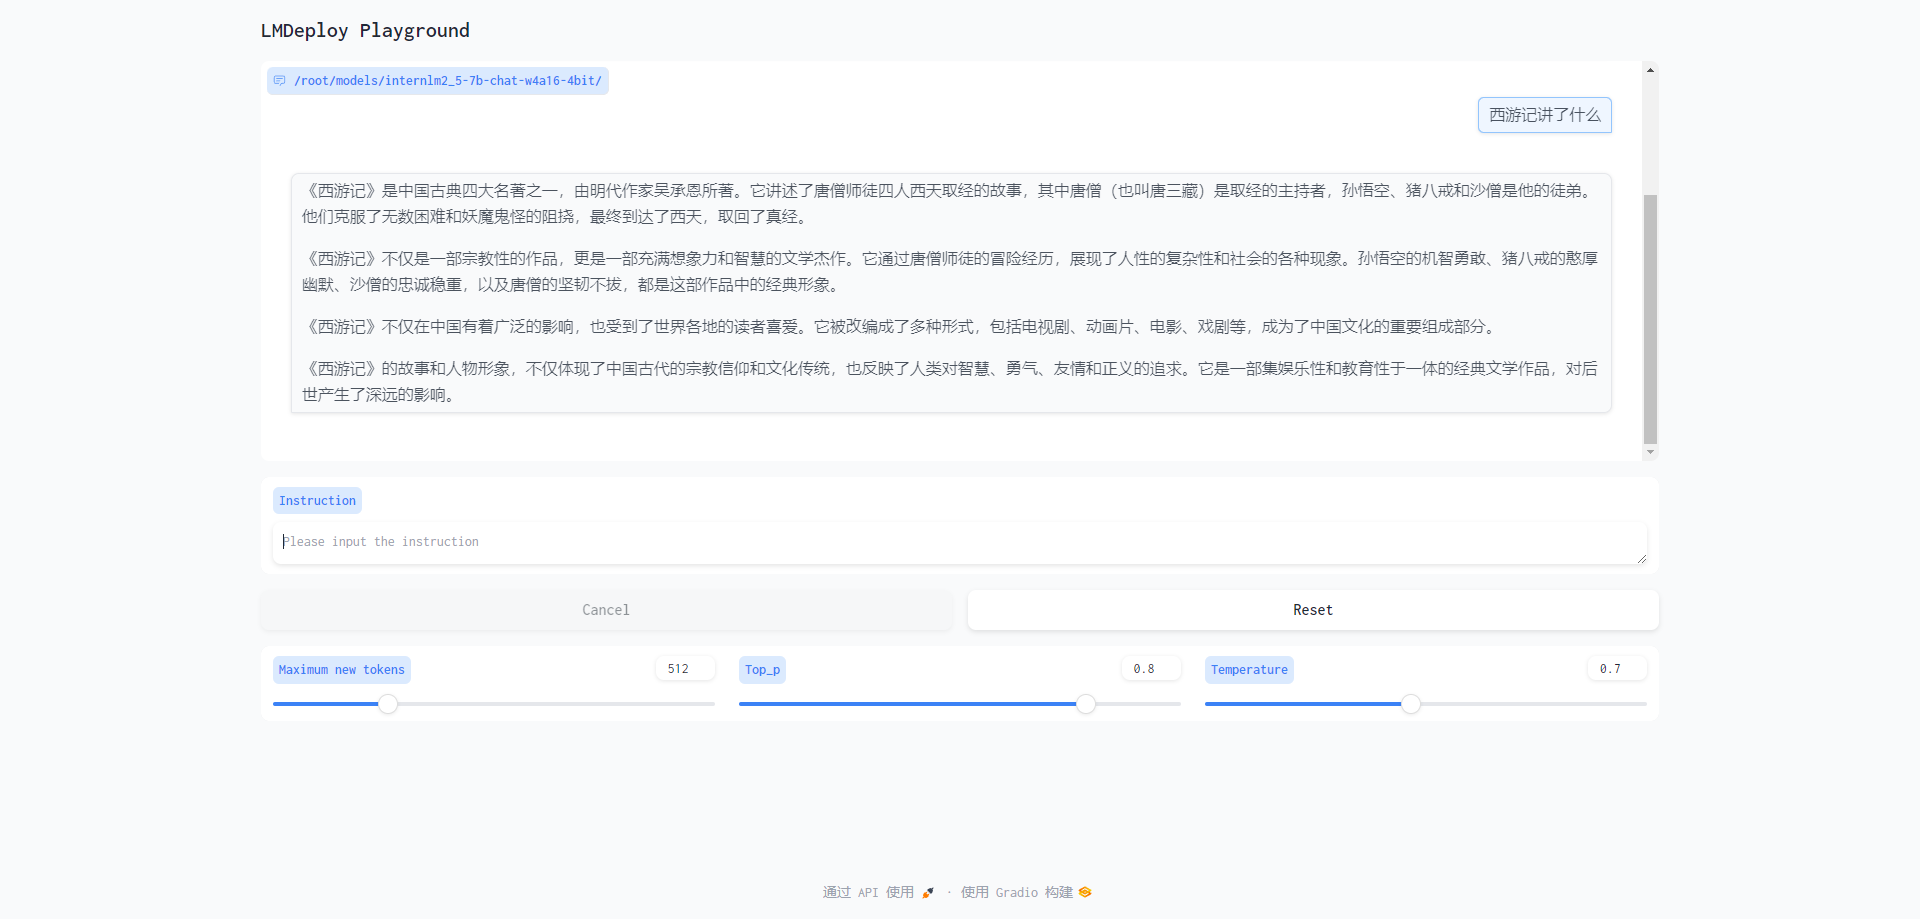 LMDeploy Playground
/root/models/internlm2_5-7b-chat-w4a16-4bit/
西游记讲了什么
《西游记》是中国古典四大名著之一，由明代作家吴承恩所著。它讲述了唐僧师徒四人西天取经的故事，其中唐僧（也叫唐三藏）是取经的主持者，孙悟空、猪八戒和沙僧是他的徒弟。
他们克服了无数困难和妖魔鬼怪的阻挠，最终到达了西天，取回了真经。
《西游记》不仅是一部宗教性的作品，更是一部充满想象力和智慧的文学杰作。它通过唐僧师徒的冒险经历，展现了人性的复杂性和社会的各种现象。孙悟空的机智勇敢、猪八戒的憨厚
幽默、沙僧的忠诚稳重，以及唐僧的坚韧不拔，都是这部作品中的经典形象。
《西游记》不仅在中国有着广泛的影响，也受到了世界各地的读者喜爱。它被改编成了多种形式，包括电视剧、动画片、电影、戏剧等，成为了中国文化的重要组成部分。
《西游记》的故事和人物形象，不仅体现了中国古代的宗教信仰和文化传统，也反映了人类对智慧、勇气、友情和正义的追求。它是一部集娱乐性和教育性于一体的经典文学作品，对后
世产生了深远的影响。
Instruction
Please input the instruction
Cancel
Reset
Maximum new tokens
512
Top_p
0.8
Temperature
0.7
通过 API 使用 · 使用 Gradio 构建